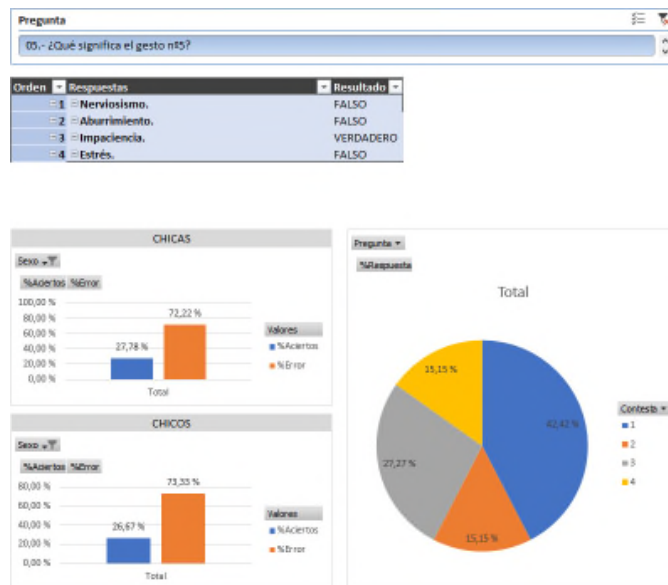 Pregunta
05.- ¿Qué significa el gesto nº5?
Orden Respuestas Resultado
1 Nerviosismo. FALSO
2 Aburrimiento. FALSO
3 Impaciencia. VERDADERO
4 Estrés. FALSO
CHICAS
Sexo
%Aciertos %Error
100,00 %
80,00 %
60,00 %
40,00 %
20,00 %
0,00 %
27,78 %
72,22 %
Total
Valores
%Aciertos
%Error
CHICOS
Sexo
%Aciertos %Error
80,00 %
60,00 %
40,00 %
20,00 %
0,00 %
26,67 %
73,33 %
Total
Valores
%Aciertos
%Error
Pregunta
%Respuesta
Total
15,15 %
42,42 %
27,27 %
15,15 %
Contesta
1
2
3
4